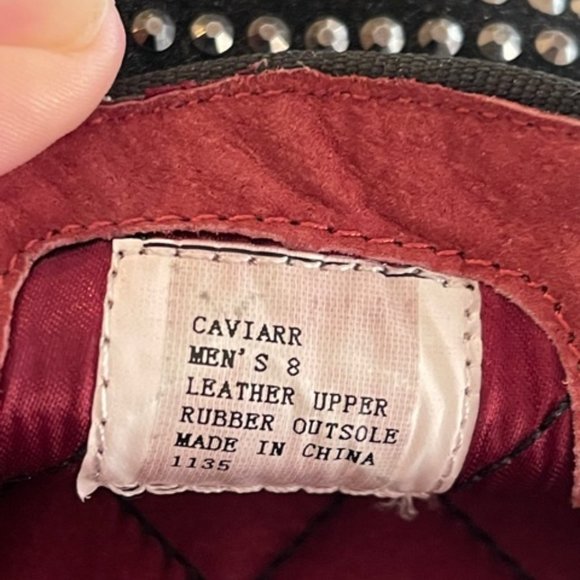 CAVIARR
MEN'S 8
LEATHER UPPER
RUBBER OUTSOLE
MADE IN CHINA
1135